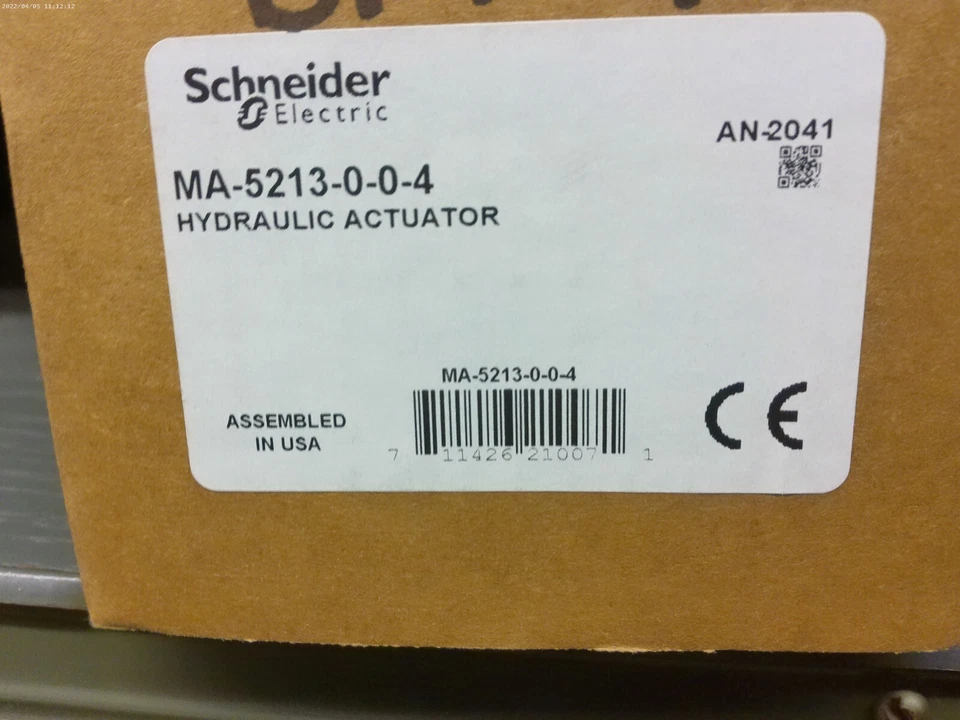 2022/04/05 11:12:12
Schneider
Electric
AN-2041
MA-5213-0-0-4
HYDRAULIC ACTUATOR
MA-5213-0-0-4
ASSEMBLED
IN USA
7 11426 21007 1
CE